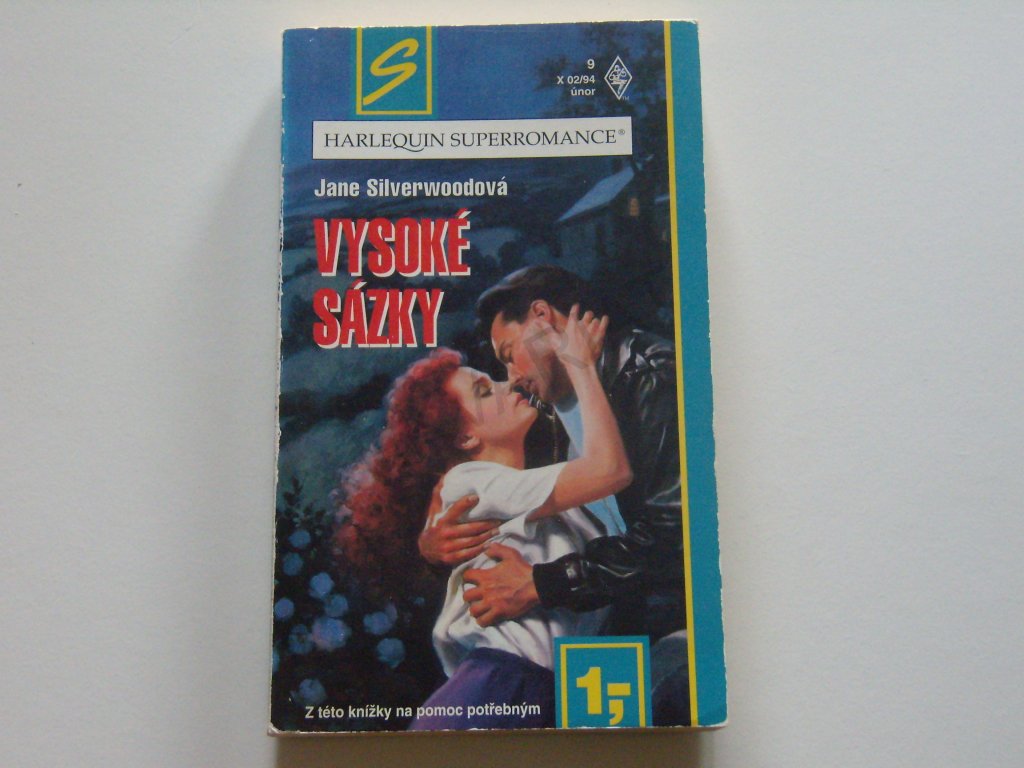 S
9
X 02/94
únor
HARLEQUIN SUPERROMANCE®
Jane Silverwoodová
VYSOKÉ
SÁZKY
Z této knížky na pomoc potřebným
1,-